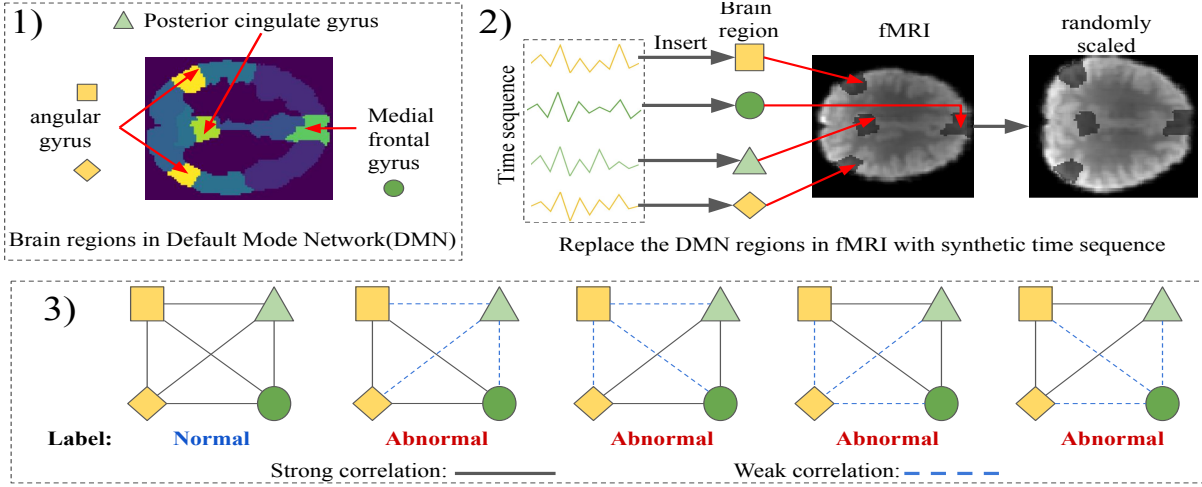 1)
Posterior cingulate gyrus
angular
gyrus
Medial
frontal
gyrus
Brain regions in Default Mode Network(DMN)
2)
Time sequence
Insert
Brain
region
fMRI
randomly
scaled
Replace the DMN regions in fMRI with synthetic time sequence
3)
Label: Normal Abnormal Abnormal Abnormal Abnormal
Strong correlation: Weak correlation: